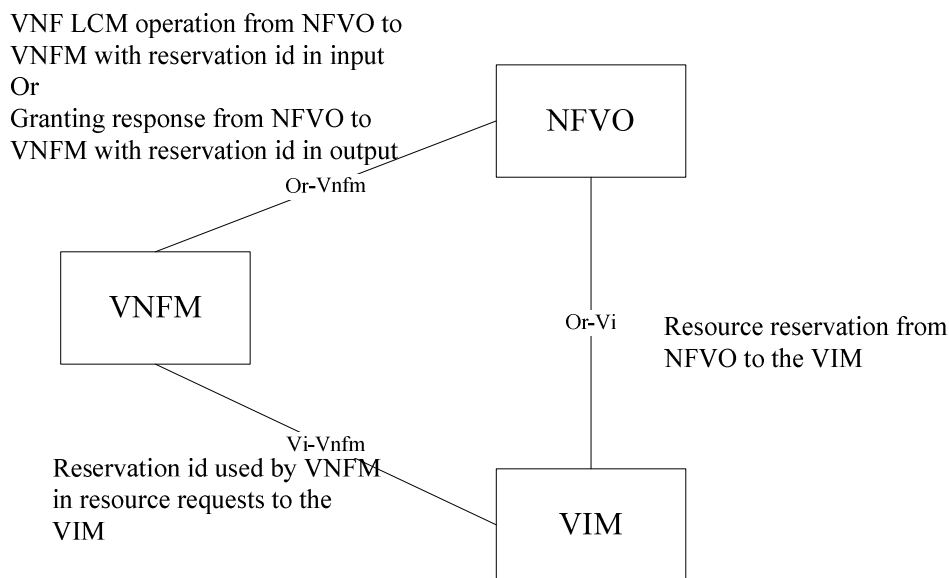 VNF LCM operation from NFVO to
VNFM with reservation id in input
Or
Granting response from NFVO to
VNFM with reservation id in output
NFVO
Or-Vnfm
VNFM
Or-Vi
Resource reservation from
NFVO to the VIM
Vi-Vnfm
Reservation id used by VNFM
in resource requests to the
VIM
VIM